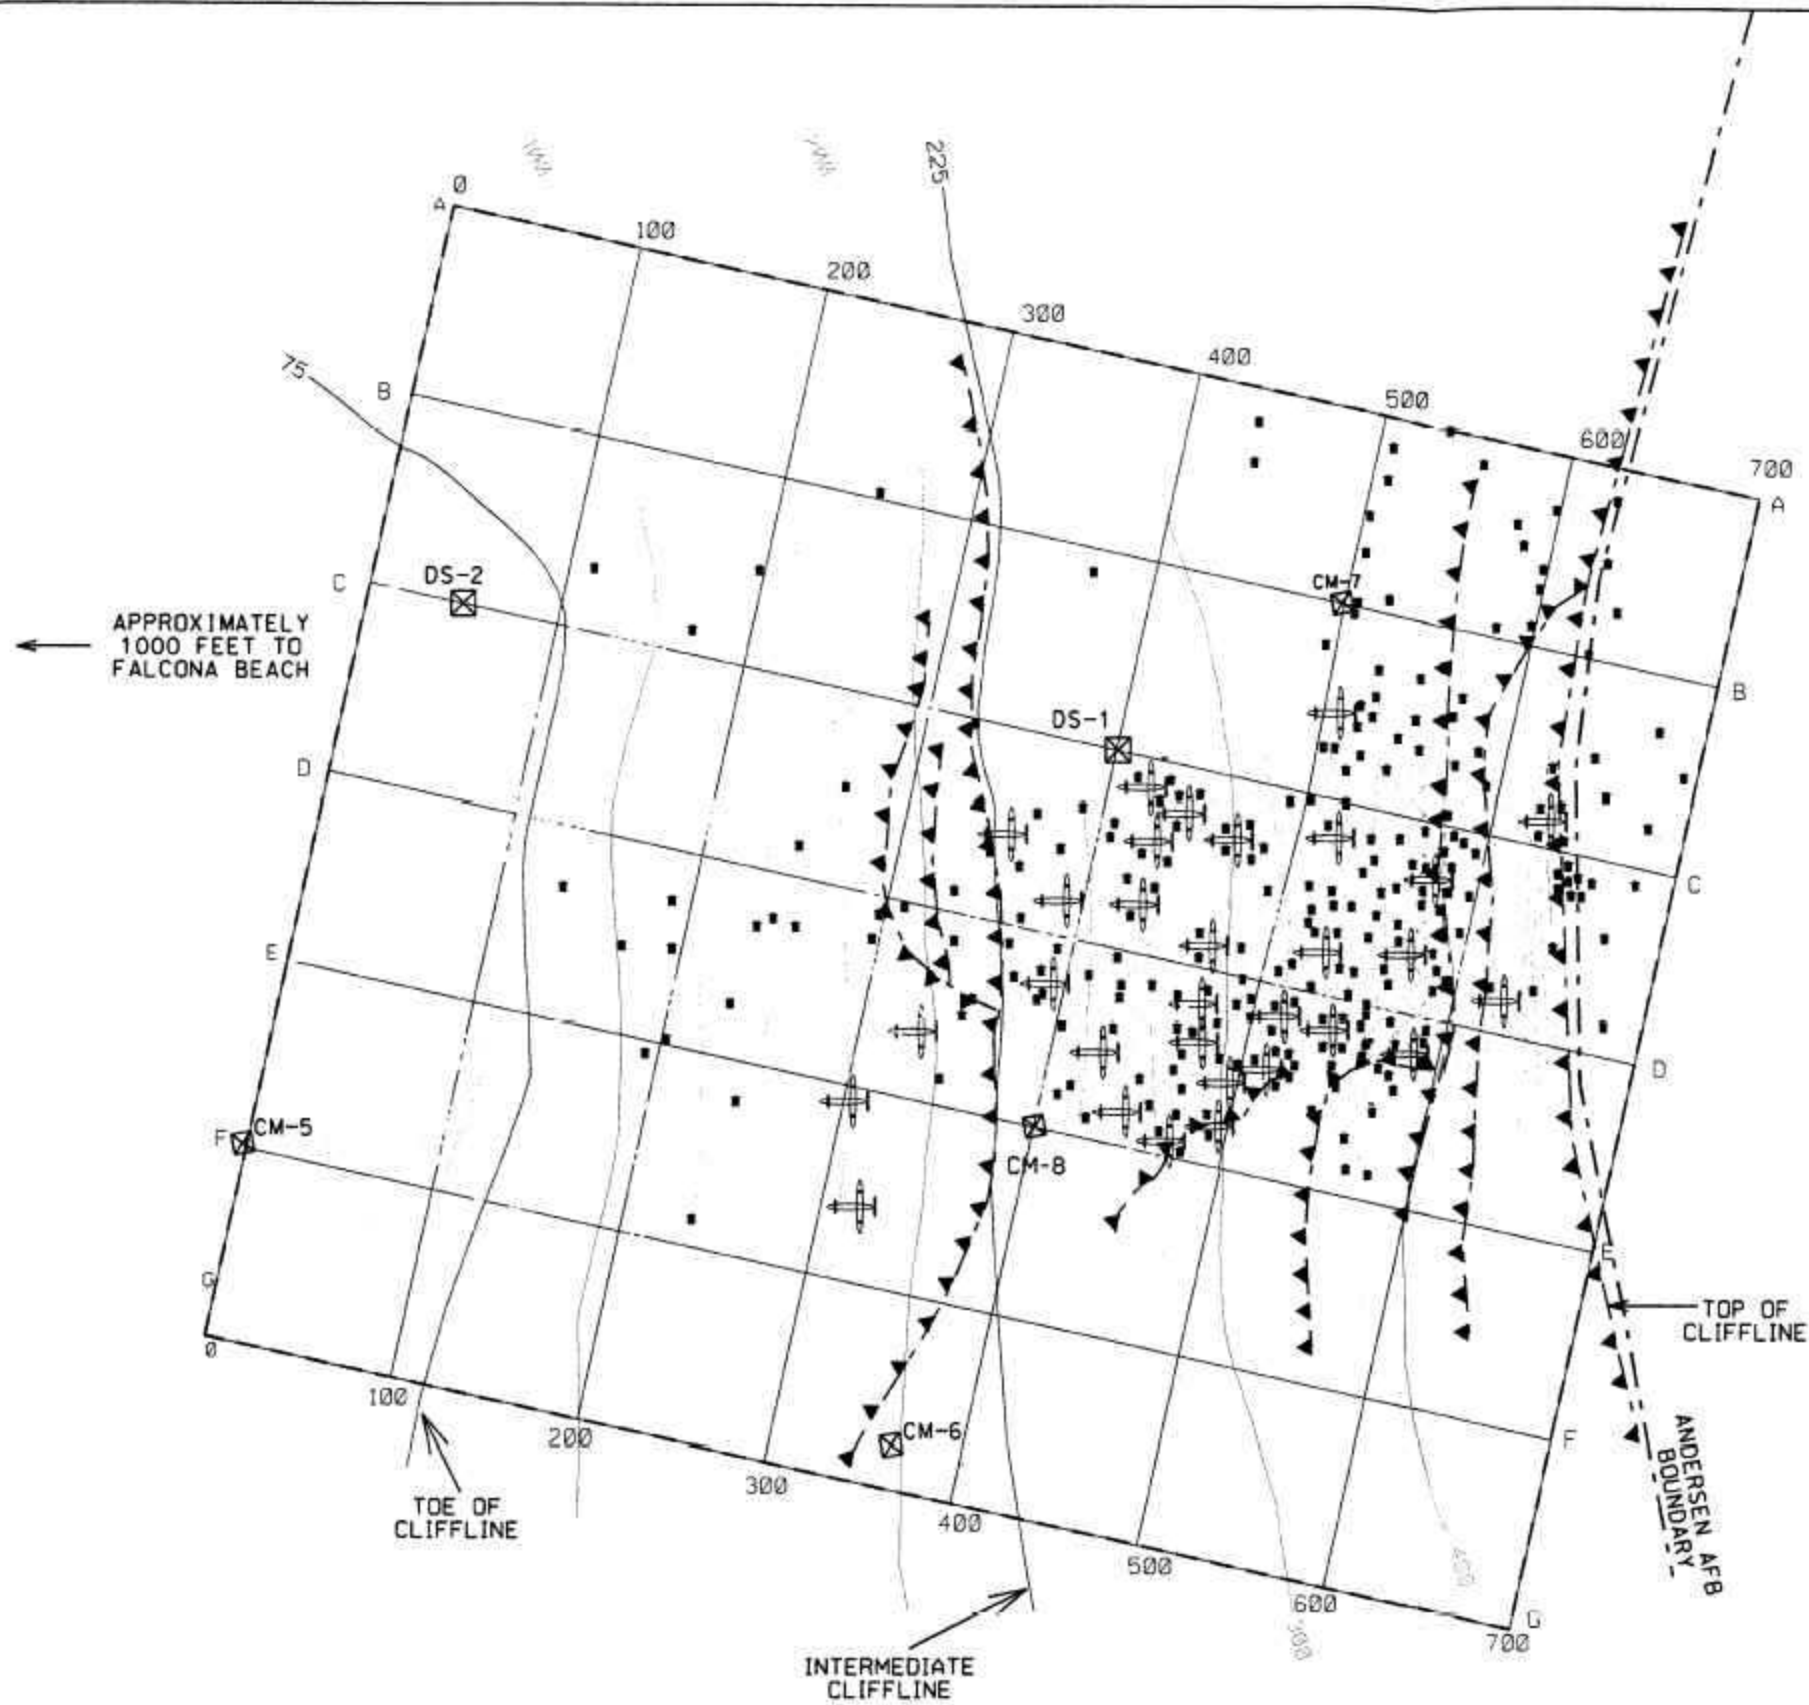 225
0
A
100
200
300
400
500
600
700
A
75
B
C
DS-2
CM-7
APPROXIMATELY
1000 FEET TO
FALCONA BEACH
B
DS-1
D
C
E
D
F
CM-5
CM-8
E
G
0
TOP OF
CLIFFLINE
100
200
CM-6
F
300
400
TOE OF
CLIFFLINE
500
400
ANDERSEN AFB
BOUNDARY
600
G
700
300
INTERMEDIATE
CLIFFLINE